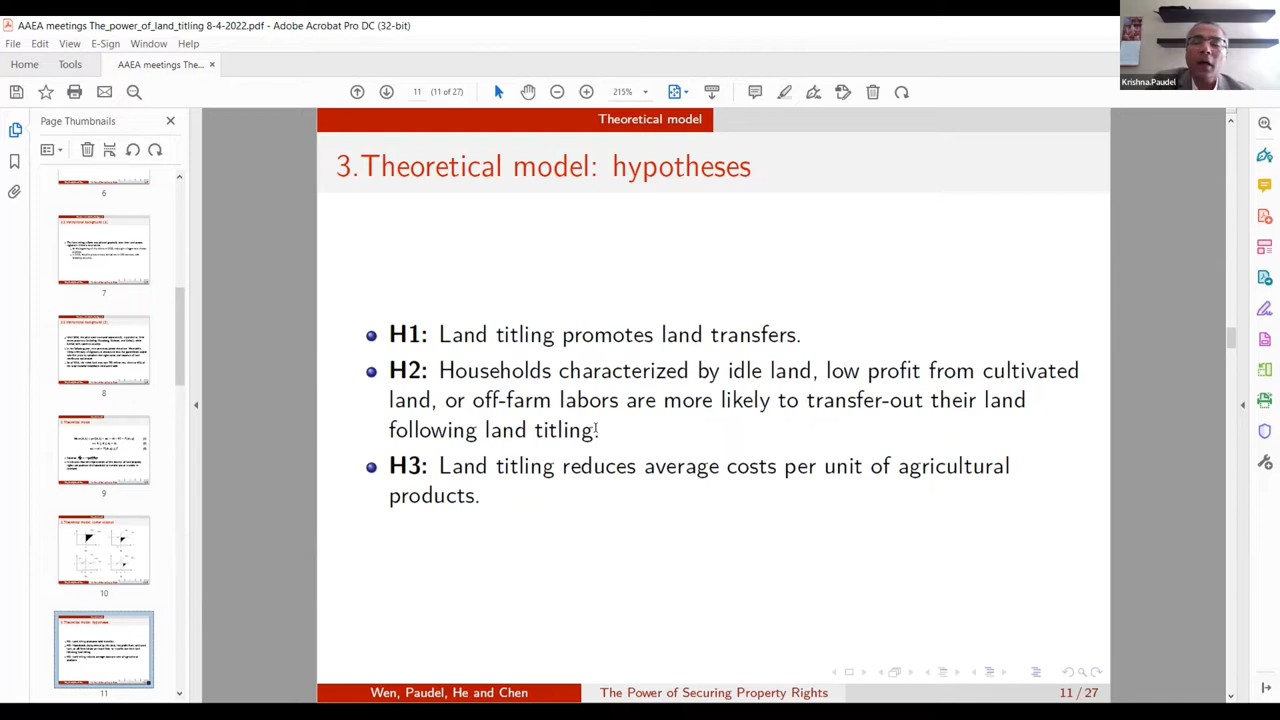 AAEA meetings The_power_of_land_titling 8-4-2022.pdf - Adobe Acrobat Pro DC (32-bit)
File Edit View E-Sign Window Help
Home Tools AAEA meetings The... ×
11 (11 of 27) 215%
Krishna.Paudel
Page Thumbnails
6
7
8
9
10
11
Theoretical model
3.Theoretical model: hypotheses
H1: Land titling promotes land transfers.
H2: Households characterized by idle land, low profit from cultivated
land, or off-farm labors are more likely to transfer-out their land
following land titling.
H3: Land titling reduces average costs per unit of agricultural
products.
Wen, Paudel, He and Chen The Power of Securing Property Rights 11 / 27